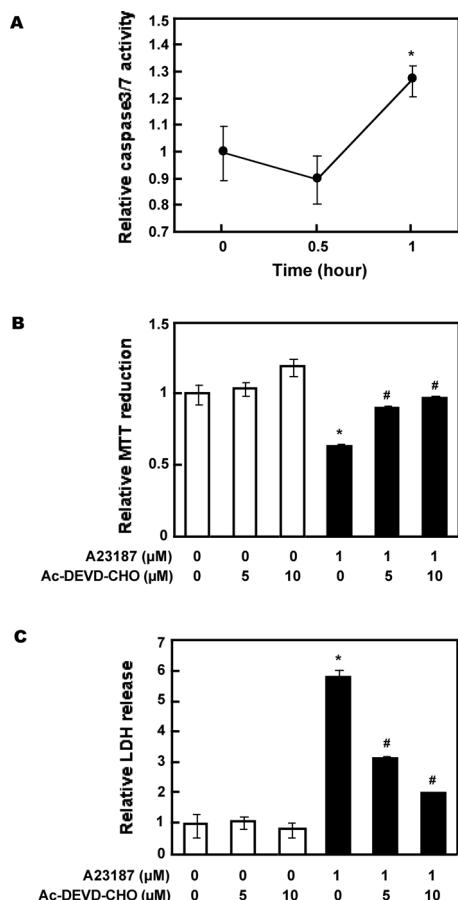 A
Relative caspase3/7 activity
1.5
1.4
1.3
1.2
1
0.9
0.8
0.7
*
0 0.5 1
Time (hour)
B
Relative MTT reduction
1.5
1
0.5
0
* # #
A23187 (μM) 0 0 0 1 1 1
Ac-DEVD-CHO (μM) 0 5 10 0 5 10
C
Relative LDH release
7
6
5
4
3
2
1
0
* # #
A23187 (μM) 0 0 0 1 1 1
Ac-DEVD-CHO (μM) 0 5 10 0 5 10